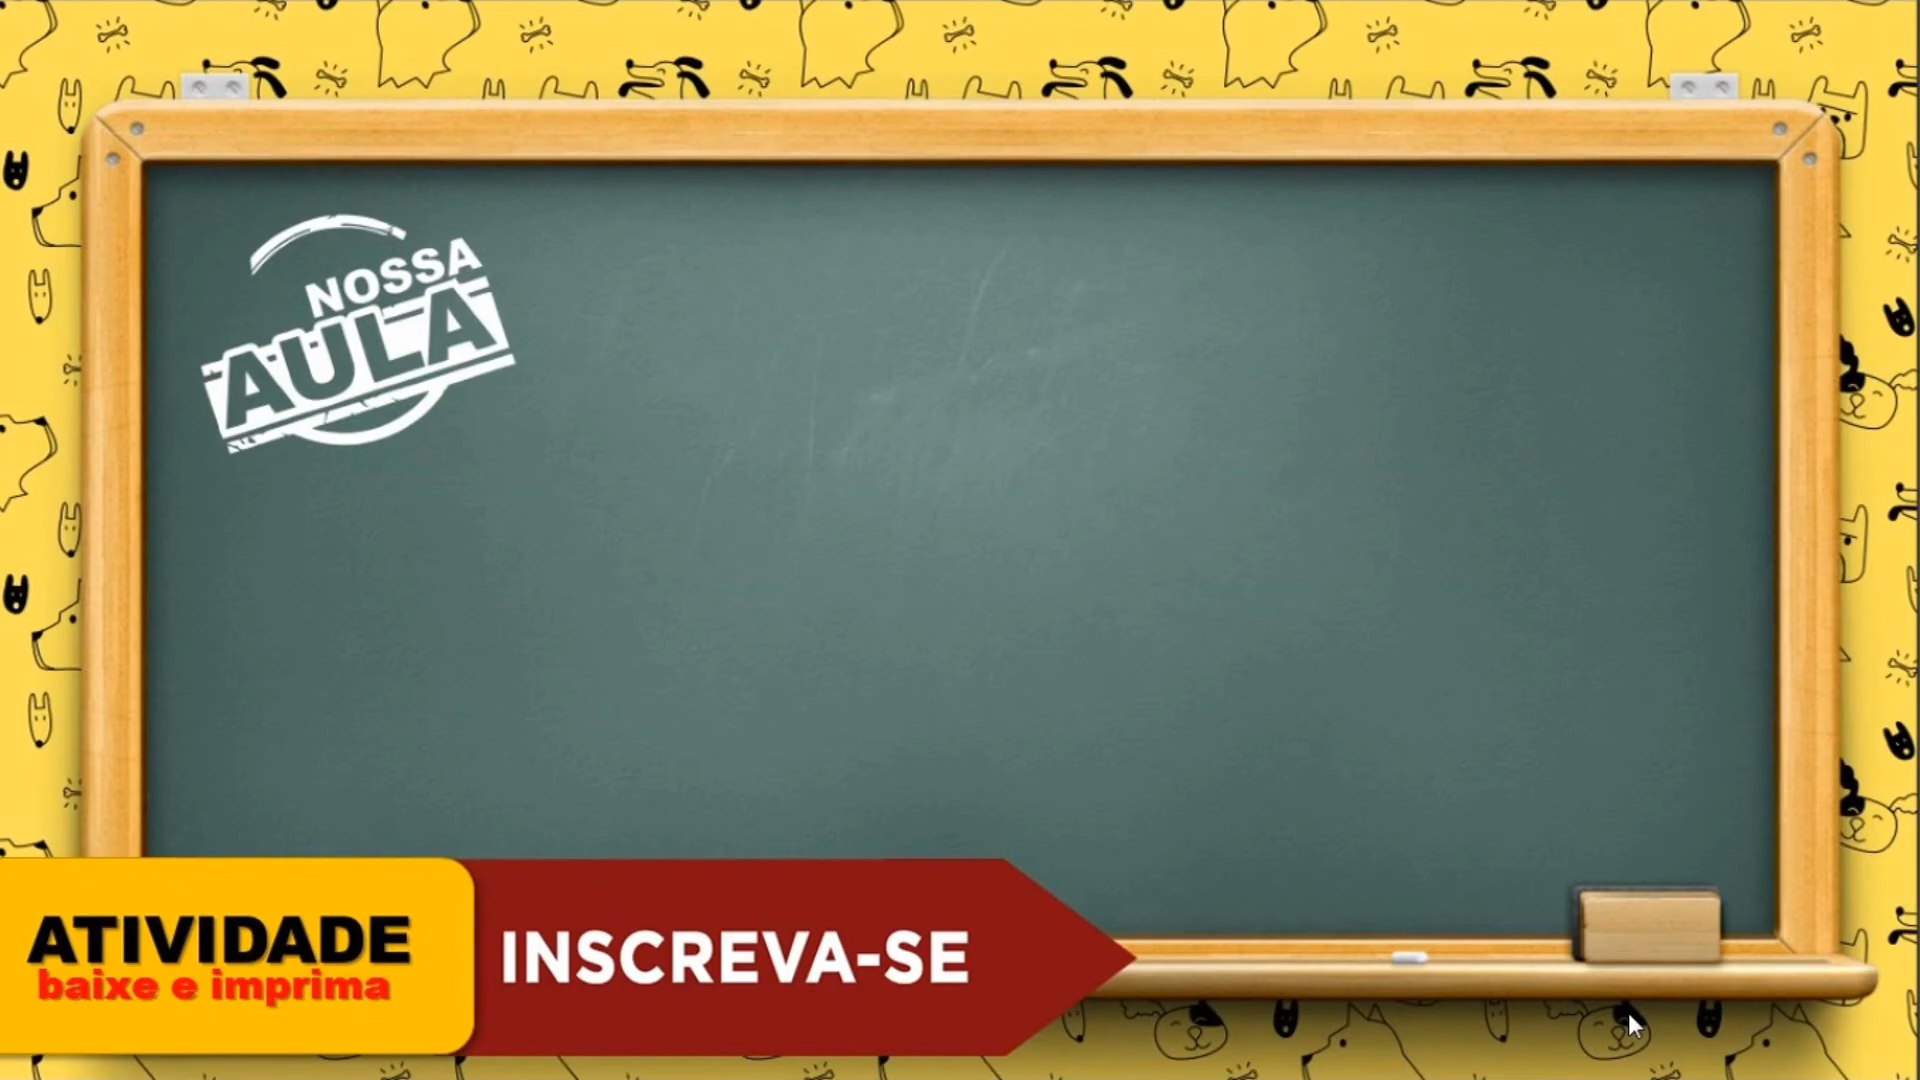 NOSSA
AULA
ATIVIDADE
baixe e imprima
INSCREVA-SE